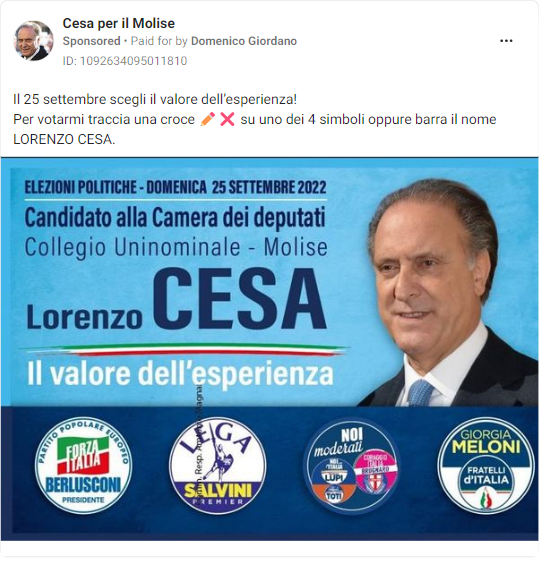 Cesa per il Molise
Sponsored • Paid for by Domenico Giordano
ID: 1092634095011810
Il 25 settembre scegli il valore dell'esperienza!
Per votarmi traccia una croce ✏️ ❌ su uno dei 4 simboli oppure barra il nome
LORENZO CESA.
ELEZIONI POLITICHE - DOMENICA 25 SETTEMBRE 2022
Candidato alla Camera dei deputati
Collegio Uninominale - Molise
Lorenzo CESA
Il valore dell'esperienza
PARTITO POPOLARE EUROPEO
FORZA
ITALIA
BERLUSCONI
PRESIDENTE
LEGA
SALVINI
PREMIER
NOI
moderati
NOI L'ITALIA
LUPI
TOTI
CORAGGIO
ITALIA
BRUGNARO
GIORGIA
MELONI
FRATELLI
d'ITALIA